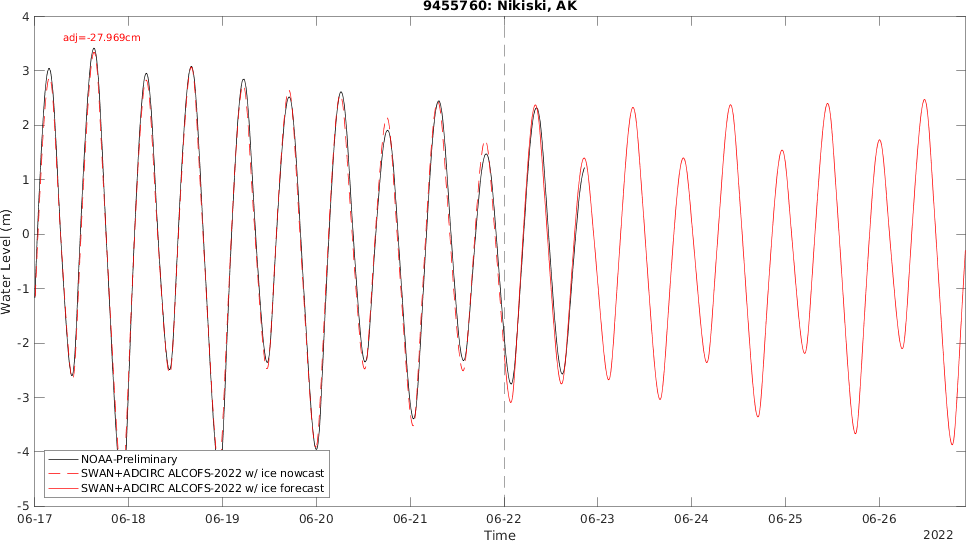 9455760: Nikiski, AK
adj=-27.969cm
4
3
2
1
0
-1
-2
-3
-4
-5
Water Level (m)
NOAA-Preliminary
SWAN+ADCIRC ALCOFS-2022 w/ ice nowcast
SWAN+ADCIRC ALCOFS-2022 w/ ice forecast
06-17 06-18 06-19 06-20 06-21 06-22 06-23 06-24 06-25 06-26
Time
2022